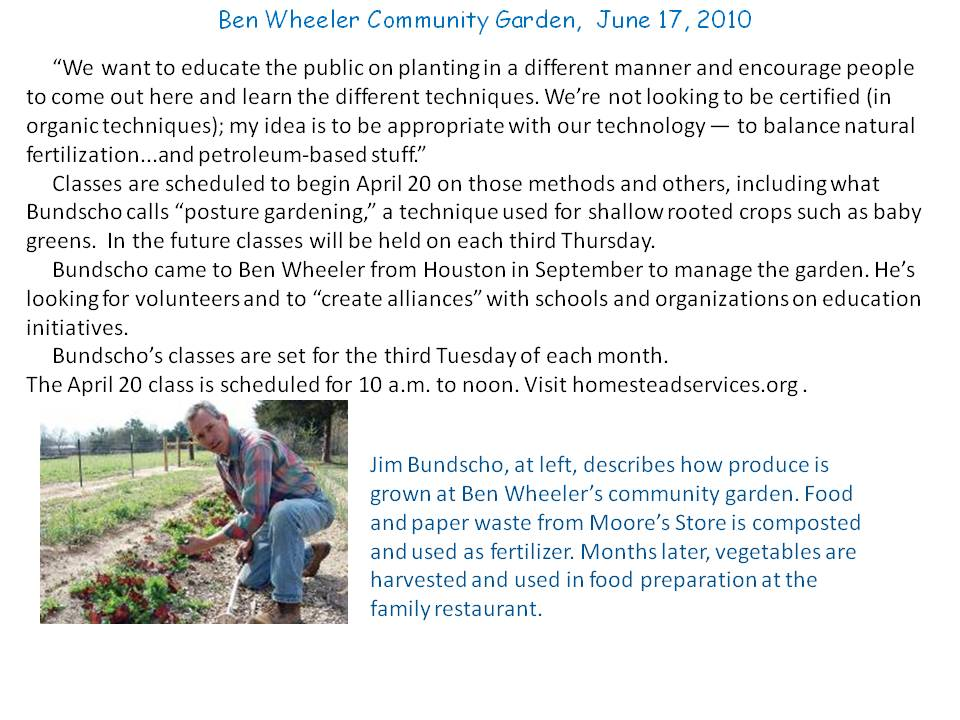 Ben Wheeler Community Garden,  June 17, 2010
“We want to educate the public on planting in a different manner and encourage people
to come out here and learn the different techniques. We’re not looking to be certified (in
organic techniques); my idea is to be appropriate with our technology — to balance natural
fertilization...and petroleum-based stuff.”
Classes are scheduled to begin April 20 on those methods and others, including what
Bundscho calls “posture gardening,” a technique used for shallow rooted crops such as baby
greens.  In the future classes will be held on each third Thursday.
Bundscho came to Ben Wheeler from Houston in September to manage the garden. He’s
looking for volunteers and to “create alliances” with schools and organizations on education
initiatives.
Bundscho’s classes are set for the third Tuesday of each month.
The April 20 class is scheduled for 10 a.m. to noon. Visit homesteadservices.org .
Jim Bundscho, at left, describes how produce is
grown at Ben Wheeler’s community garden. Food
and paper waste from Moore’s Store is composted
and used as fertilizer. Months later, vegetables are
harvested and used in food preparation at the
family restaurant.